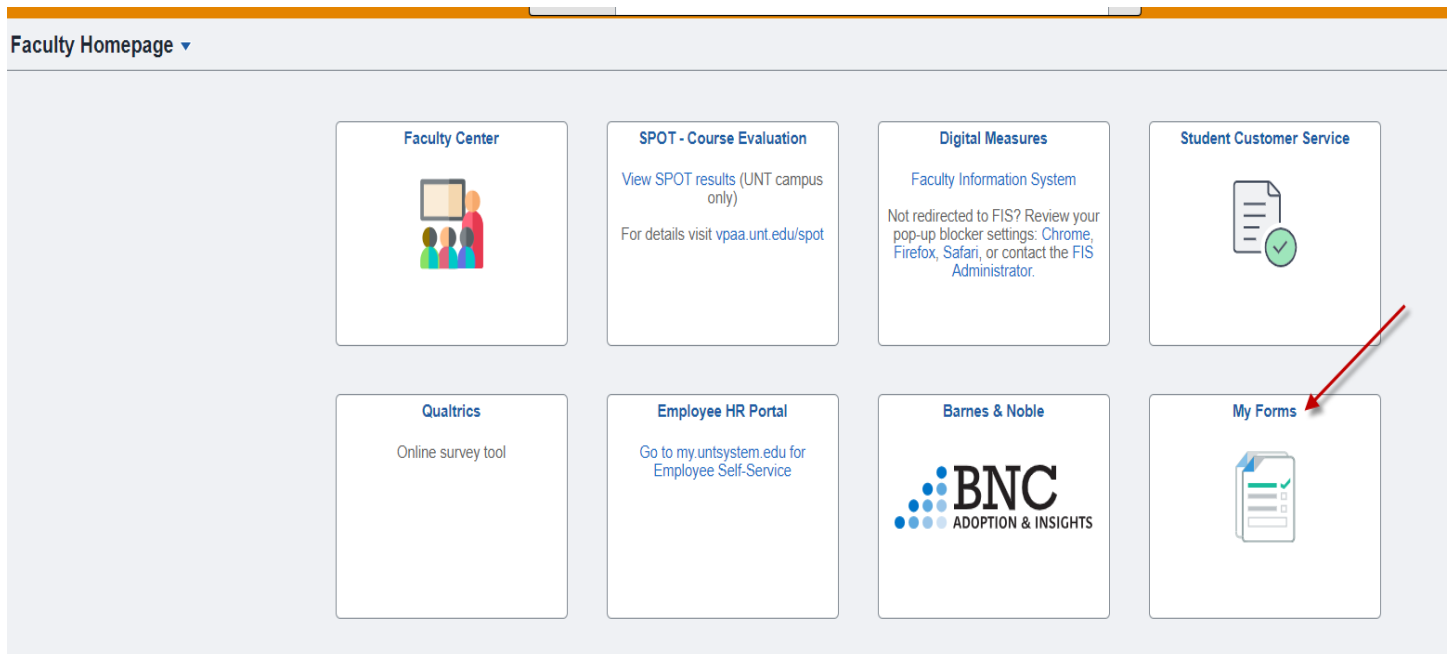 Faculty Homepage
Faculty Center
SPOT - Course Evaluation
View SPOT results (UNT campus
only)
For details visit vpaa.unt.edu/spot
Digital Measures
Faculty Information System
Not redirected to FIS? Review your
pop-up blocker settings: Chrome,
Firefox, Safari, or contact the FIS
Administrator.
Student Customer Service
Qualtrics
Online survey tool
Employee HR Portal
Go to my.untsystem.edu for
Employee Self-Service
Barnes & Noble
BNC
ADOPTION & INSIGHTS
My Forms